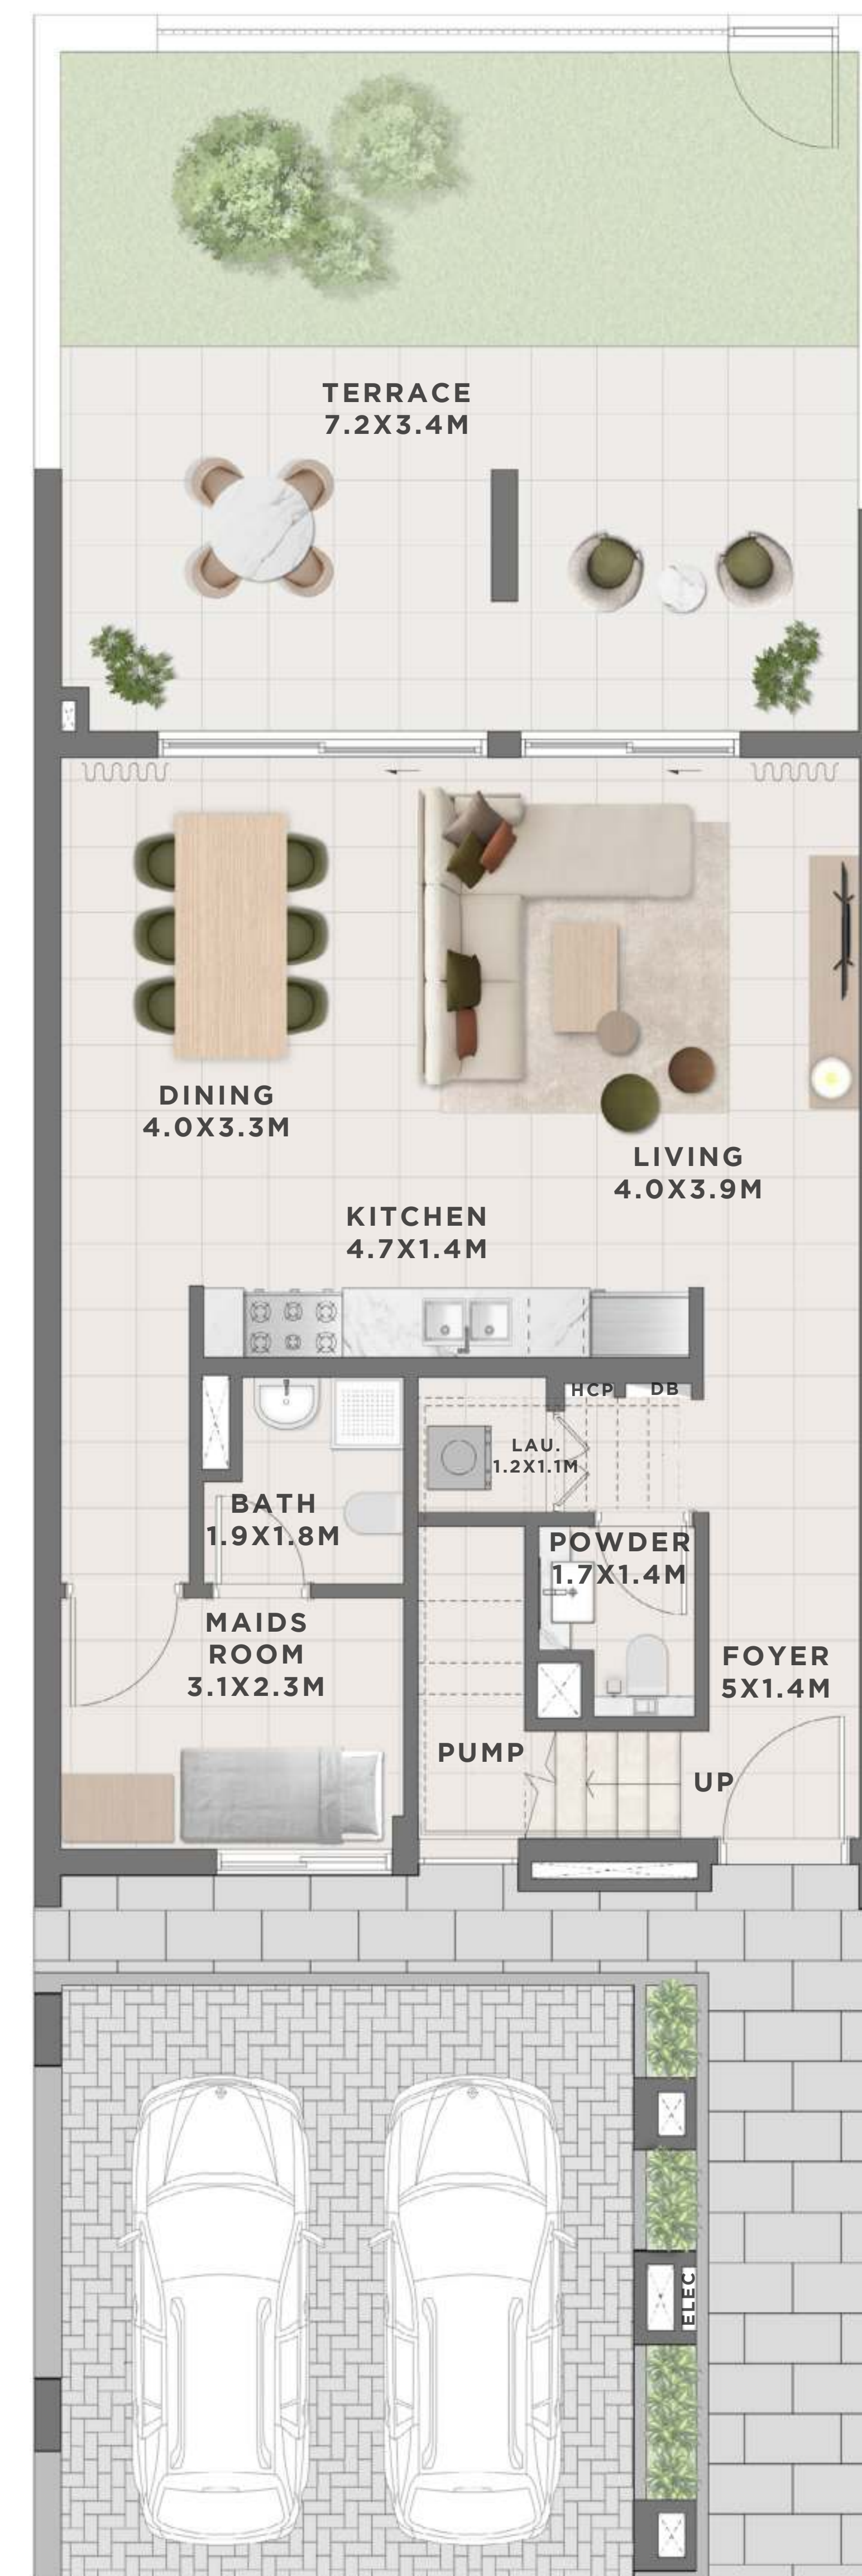 TERRACE
7.2X3.4M
DINING
4.0X3.3M
LIVING
4.0X3.9M
KITCHEN
4.7X1.4M
HCP
DB
LAU.
1.2X1.1M
BATH
1.9X1.8M
POWDER
1.7X1.4M
MAIDS
ROOM
3.1X2.3M
FOYER
5X1.4M
PUMP
UP
ELEC